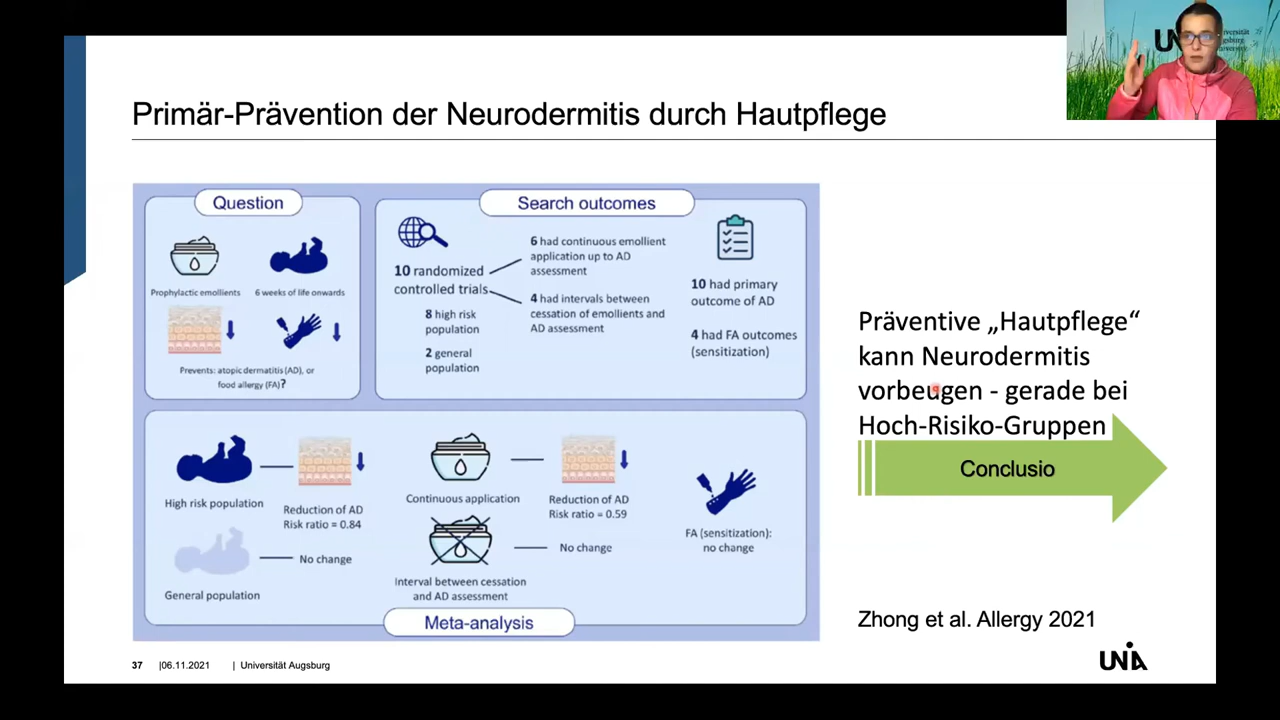 Primär-Prävention der Neurodermitis durch Hautpflege
Question
Prophylactic emollients
6 weeks of life onwards
Prevents: atopic dermatitis (AD), or
food allergy (FA)?
Search outcomes
10 randomized
controlled trials
8 high risk
population
2 general
population
6 had continuous emollient
application up to AD
assessment
4 had intervals between
cessation of emollients and
AD assessment
10 had primary
outcome of AD
4 had FA outcomes
(sensitization)
High risk population
Reduction of AD
Risk ratio = 0.84
General population
No change
Continuous application
Reduction of AD
Risk ratio = 0.59
Interval between cessation
and AD assessment
No change
FA (sensitization):
no change
Meta-analysis
Präventive „Hautpflege“
kann Neurodermitis
vorbeugen - gerade bei
Hoch-Risiko-Gruppen
Conclusio
Zhong et al. Allergy 2021
37 |06.11.2021 | Universität Augsburg
UNIA